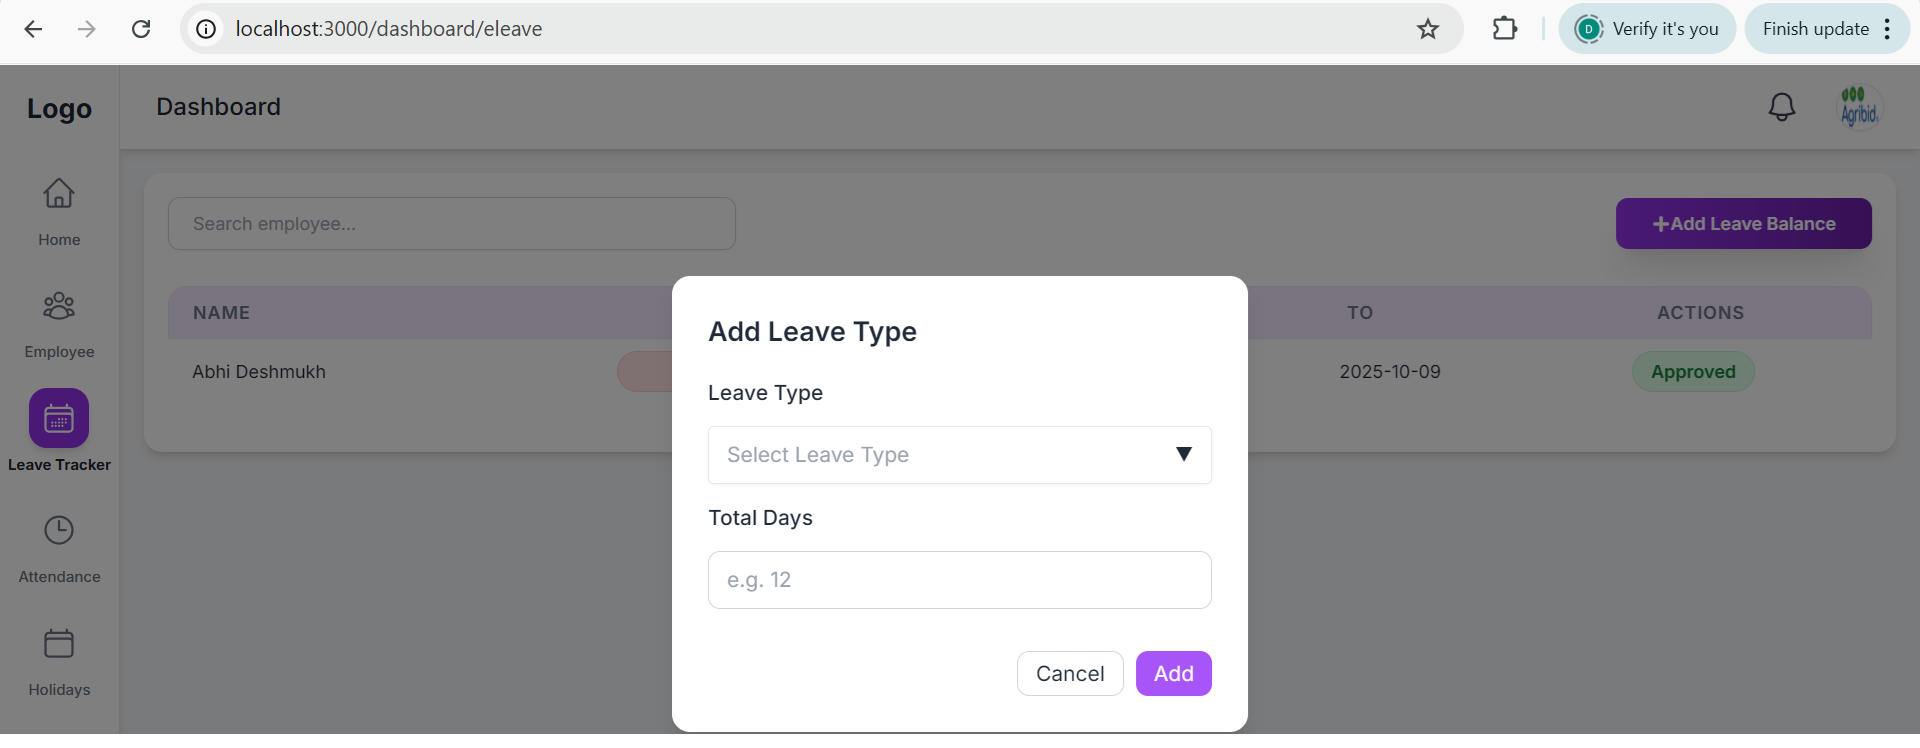 localhost:3000/dashboard/eleave
D
Verify it's you
Finish update
Logo
Dashboard
Agribid
Home
Employee
Leave Tracker
Attendance
Holidays
Search employee...
+Add Leave Balance
NAME
TO
ACTIONS
Abhi Deshmukh
2025-10-09
Approved
Add Leave Type
Leave Type
Select Leave Type
Total Days
e.g. 12
Cancel
Add